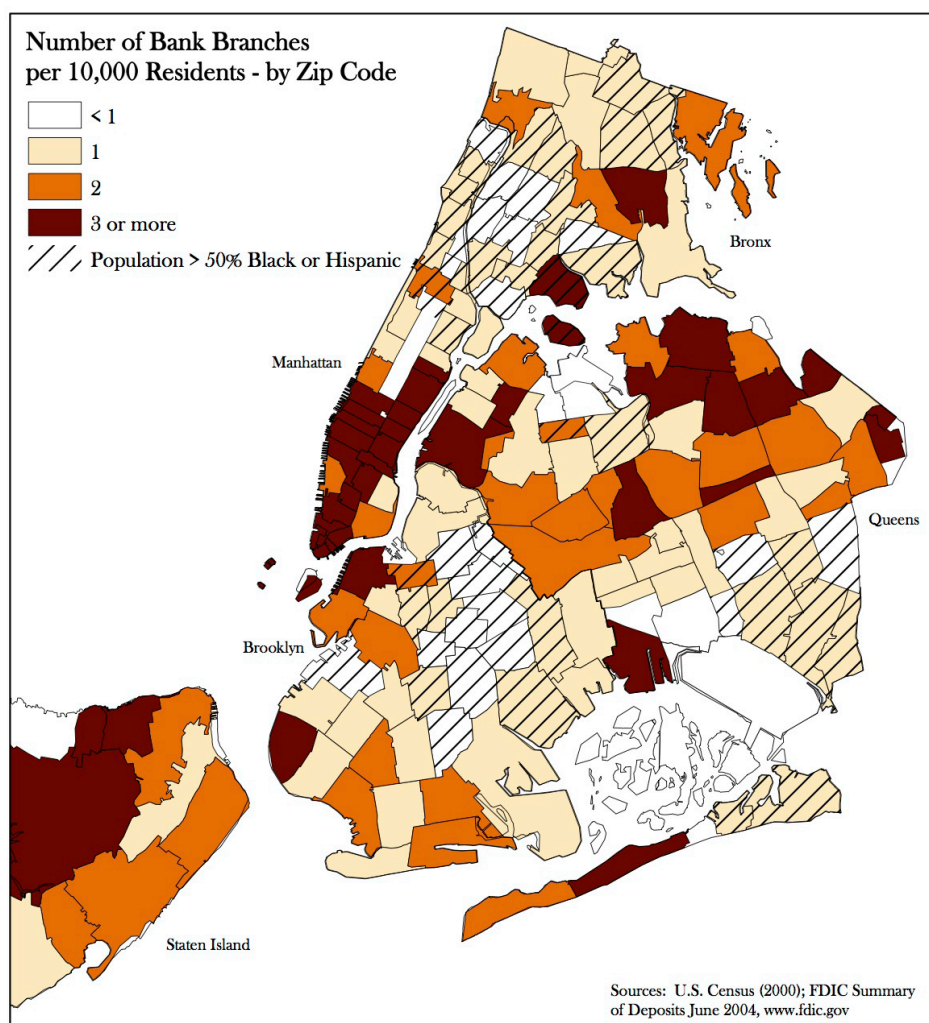 Number of Bank Branches
per 10,000 Residents - by Zip Code
< 1
1
2
3 or more
Population > 50% Black or Hispanic
Bronx
Manhattan
Queens
Brooklyn
Staten Island
Sources: U.S. Census (2000); FDIC Summary
of Deposits June 2004, www.fdic.gov